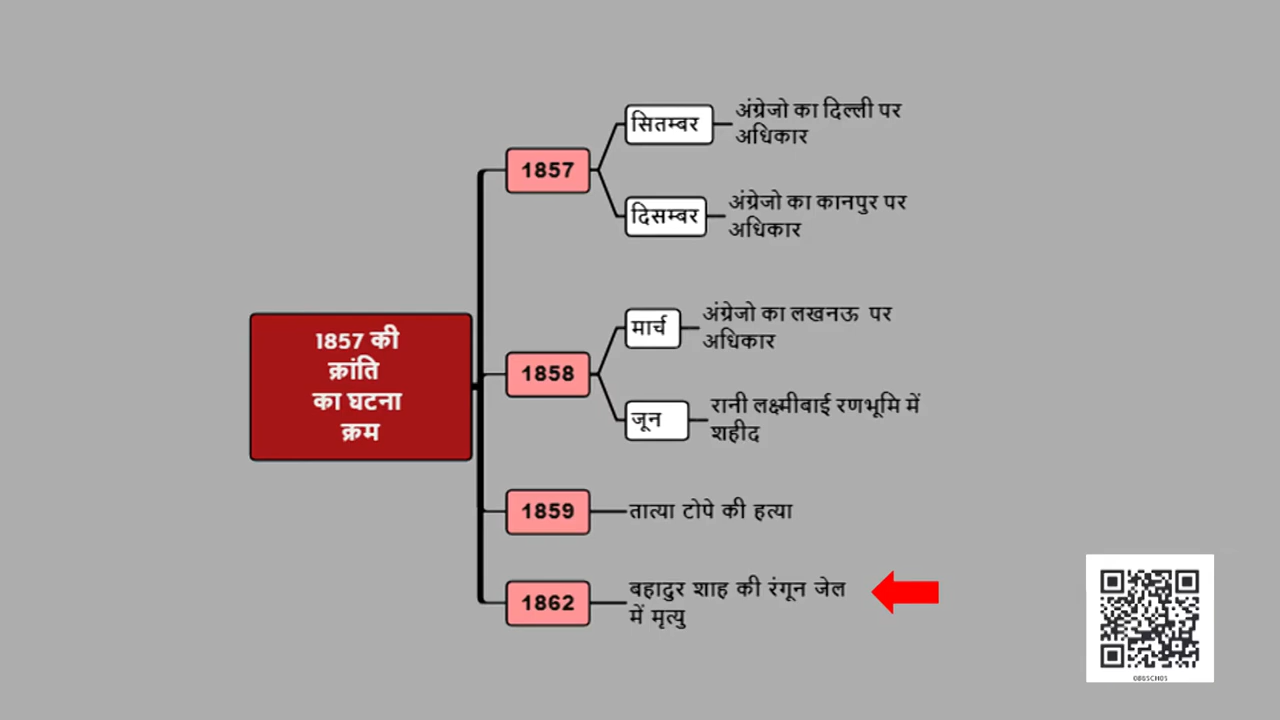 1857 की
क्रांति
का घटना
क्रम
1857
सितम्बर
अंग्रेजो का दिल्ली पर
अधिकार
दिसम्बर
अंग्रेजो का कानपुर पर
अधिकार
1858
मार्च
अंग्रेजो का लखनऊ पर
अधिकार
जून
रानी लक्ष्मीबाई रणभूमि में
शहीद
1859
तात्या टोपे की हत्या
1862
बहादुर शाह की रंगून जेल
में मृत्यु
0865CH05